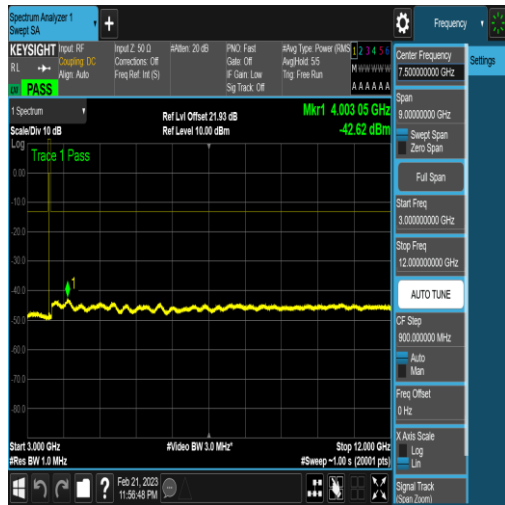 Spectrum Analyzer 1
Swept SA
Frequency
KEYSIGHT
RL
PASS
Input: RF
Coupling: DC
Align: Auto
Input Z: 50 Ω
Corrections: Off
Freq Ref: Int (S)
#Atten: 20 dB
PNO: Fast
Gate: Off
IF Gain: Low
Sig Track: Off
#Avg Type: Power (RMS
Avg|Hold: 5/5
Trig: Free Run
1 2 3 4 5 6
M W W W W W
A A A A A A
1 Spectrum
Scale/Div 10 dB
Ref Lvl Offset 21.93 dB
Ref Level 10.00 dBm
Mkr1 4.003 05 GHz
-42.62 dBm
Log
Trace 1 Pass
0.00
-10.0
-20.0
-30.0
-40.0
-50.0
-60.0
-70.0
-80.0
1
Start 3.000 GHz
#Res BW 1.0 MHz
#Video BW 3.0 MHz*
Stop 12.000 GHz
#Sweep ~1.00 s (20001 pts)
Feb 21, 2023
11:56:48 PM
Center Frequency
7.500000000 GHz
Span
9.00000000 GHz
Swept Span
Zero Span
Full Span
Start Freq
3.000000000 GHz
Stop Freq
12.000000000 GHz
AUTO TUNE
CF Step
900.000000 MHz
Auto
Man
Freq Offset
0 Hz
X Axis Scale
Log
Lin
Signal Track
(Span Zoom)
Settings